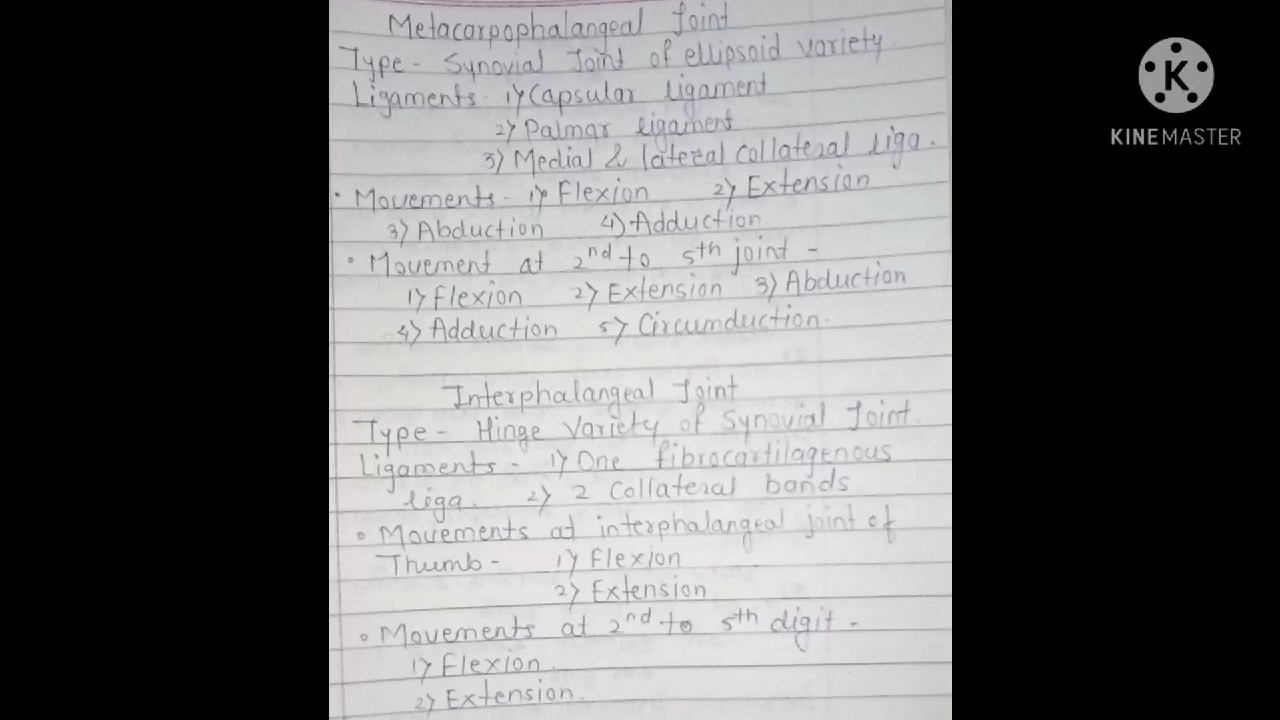 Metacarpophalangeal Joint
Type - Synovial Joint of ellipsoid variety
Ligaments - 1) Capsular ligament
2) Palmar ligament
3) Medial & lateral collateral liga.
• Movements - 1) Flexion 2) Extension
3) Abduction 4) Adduction
• Movement at 2nd to 5th joint -
1) Flexion 2) Extension 3) Abduction
4) Adduction 5) Circumduction.
Interphalangeal Joint
Type - Hinge Variety of Synovial Joint.
Ligaments - 1) One fibrocartilagenous
liga. 2) 2 Collateral bands
• Movements at interphalangeal joint of
Thumb - 1) Flexion
2) Extension
• Movements at 2nd to 5th digit -
1) Flexion
2) Extension.
K
KINEMASTER